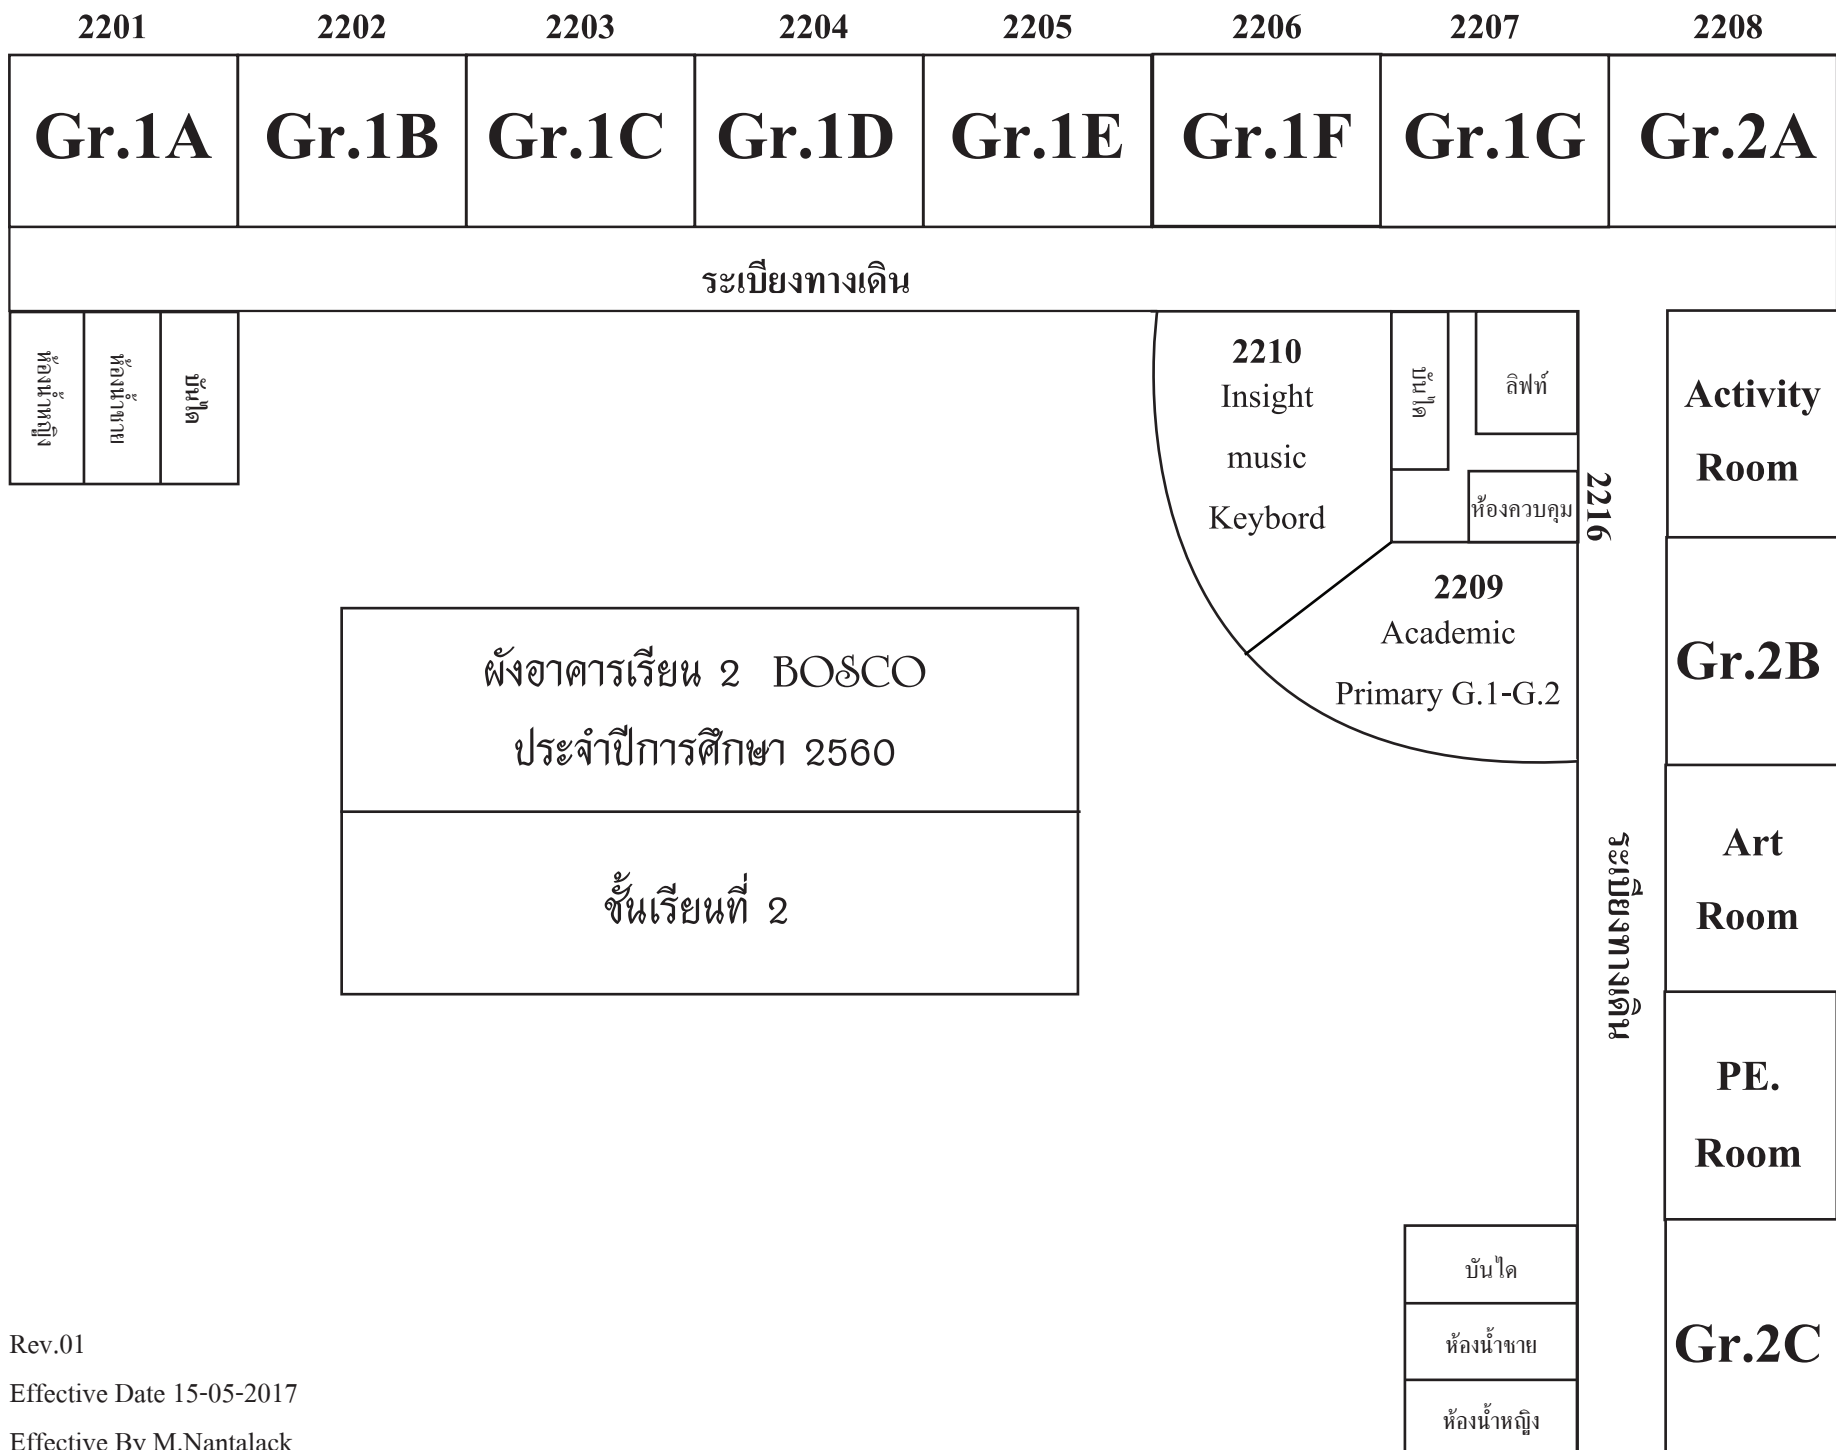 2201 2202 2203 2204 2205 2206 2207 2208
Gr.1A Gr.1B Gr.1C Gr.1D Gr.1E Gr.1F Gr.1G Gr.2A
ระเบียงทางเดิน
ห้องน้ำหญิง
ห้องน้ำชาย
บันได
2210
Insight
music
Keybord
บันได
ลิฟท์
ห้องควบคุม
2216
Activity
Room
2209
Academic
Primary G.1-G.2
Gr.2B
ผังอาคารเรียน 2 BOSCO
ประจำปีการศึกษา 2560
ชั้นเรียนที่ 2
ระเบียงทางเดิน
Art
Room
PE.
Room
บันได
ห้องน้ำชาย
ห้องน้ำหญิง
Gr.2C
Rev.01
Effective Date 15-05-2017
Effective By M.Nantalack